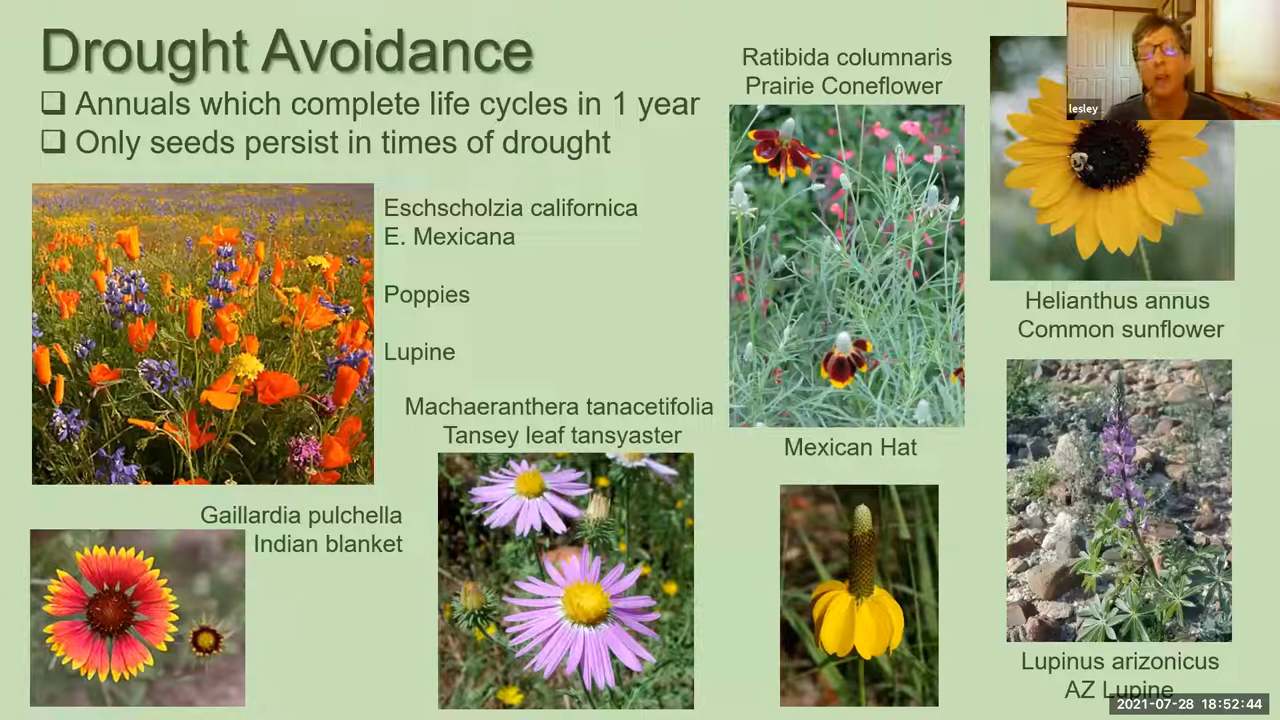 Drought Avoidance
❑ Annuals which complete life cycles in 1 year
❑ Only seeds persist in times of drought
Eschscholzia californica
E. Mexicana
Poppies
Lupine
Machaeranthera tanacetifolia
Tansey leaf tansyaster
Gaillardia pulchella
Indian blanket
Ratibida columnaris
Prairie Coneflower
Mexican Hat
lesley
Helianthus annus
Common sunflower
Lupinus arizonicus
AZ Lupine
2021-07-28 18:52:44